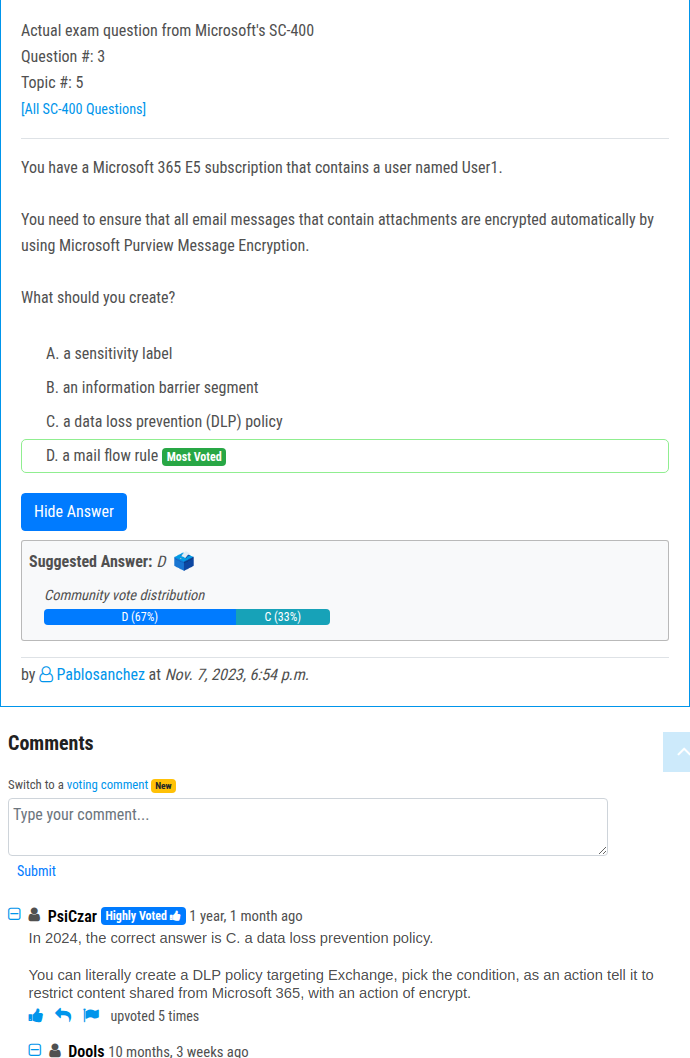 Actual exam question from Microsoft's SC-400
Question #: 3
Topic #: 5
[All SC-400 Questions]
You have a Microsoft 365 E5 subscription that contains a user named User1.
You need to ensure that all email messages that contain attachments are encrypted automatically by
using Microsoft Purview Message Encryption.
What should you create?
A. a sensitivity label
B. an information barrier segment
C. a data loss prevention (DLP) policy
D. a mail flow rule Most Voted
Hide Answer
Suggested Answer: D
Community vote distribution
D (67%) C (33%)
by Pablosanchez at Nov. 7, 2023, 6:54 p.m.
Comments
Switch to a voting comment New
Type your comment...
Submit
PsiCzar Highly Voted 1 year, 1 month ago
In 2024, the correct answer is C. a data loss prevention policy.
You can literally create a DLP policy targeting Exchange, pick the condition, as an action tell it to
restrict content shared from Microsoft 365, with an action of encrypt.
upvoted 5 times
Dools 10 months, 3 weeks ago